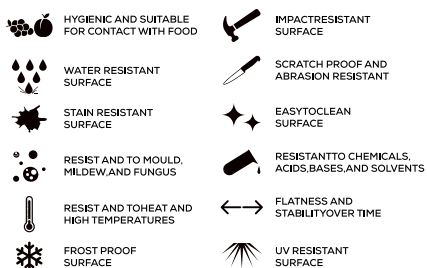 HYGIENIC AND SUITABLE
FOR CONTACT WITH FOOD
WATER RESISTANT
SURFACE
STAIN RESISTANT
SURFACE
RESIST AND TO MOULD,
MILDEW,AND FUNGUS
RESIST AND TOHEAT AND
HIGH TEMPERATURES
FROST PROOF
SURFACE
IMPACTRESISTANT
SURFACE
SCRATCH PROOF AND
ABRASION RESISTANT
EASYTOCLEAN
SURFACE
RESISTANTTO CHEMICALS,
ACIDS,BASES,AND SOLVENTS
FLATNESS AND
STABILITYOVER TIME
UV RESISTANT
SURFACE